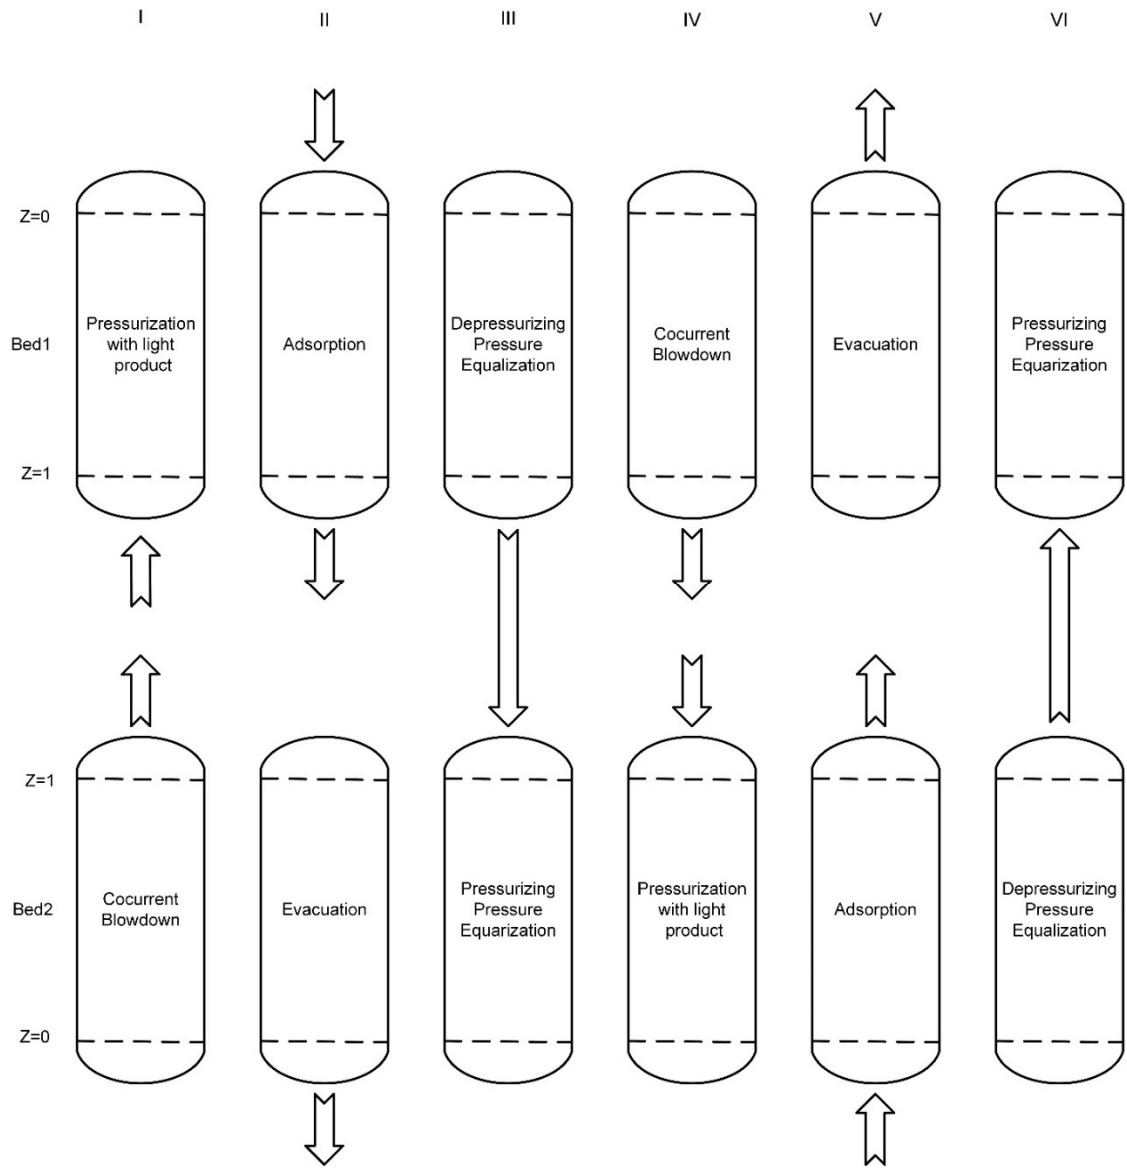 I II III IV V VI
Z=0
Bed1
Z=1
Pressurization
with light
product
Adsorption
Depressurizing
Pressure
Equalization
Cocurrent
Blowdown
Evacuation
Pressurizing
Pressure
Equarization
Z=1
Bed2
Z=0
Cocurrent
Blowdown
Evacuation
Pressurizing
Pressure
Equarization
Pressurization
with light
product
Adsorption
Depressurizing
Pressure
Equalization